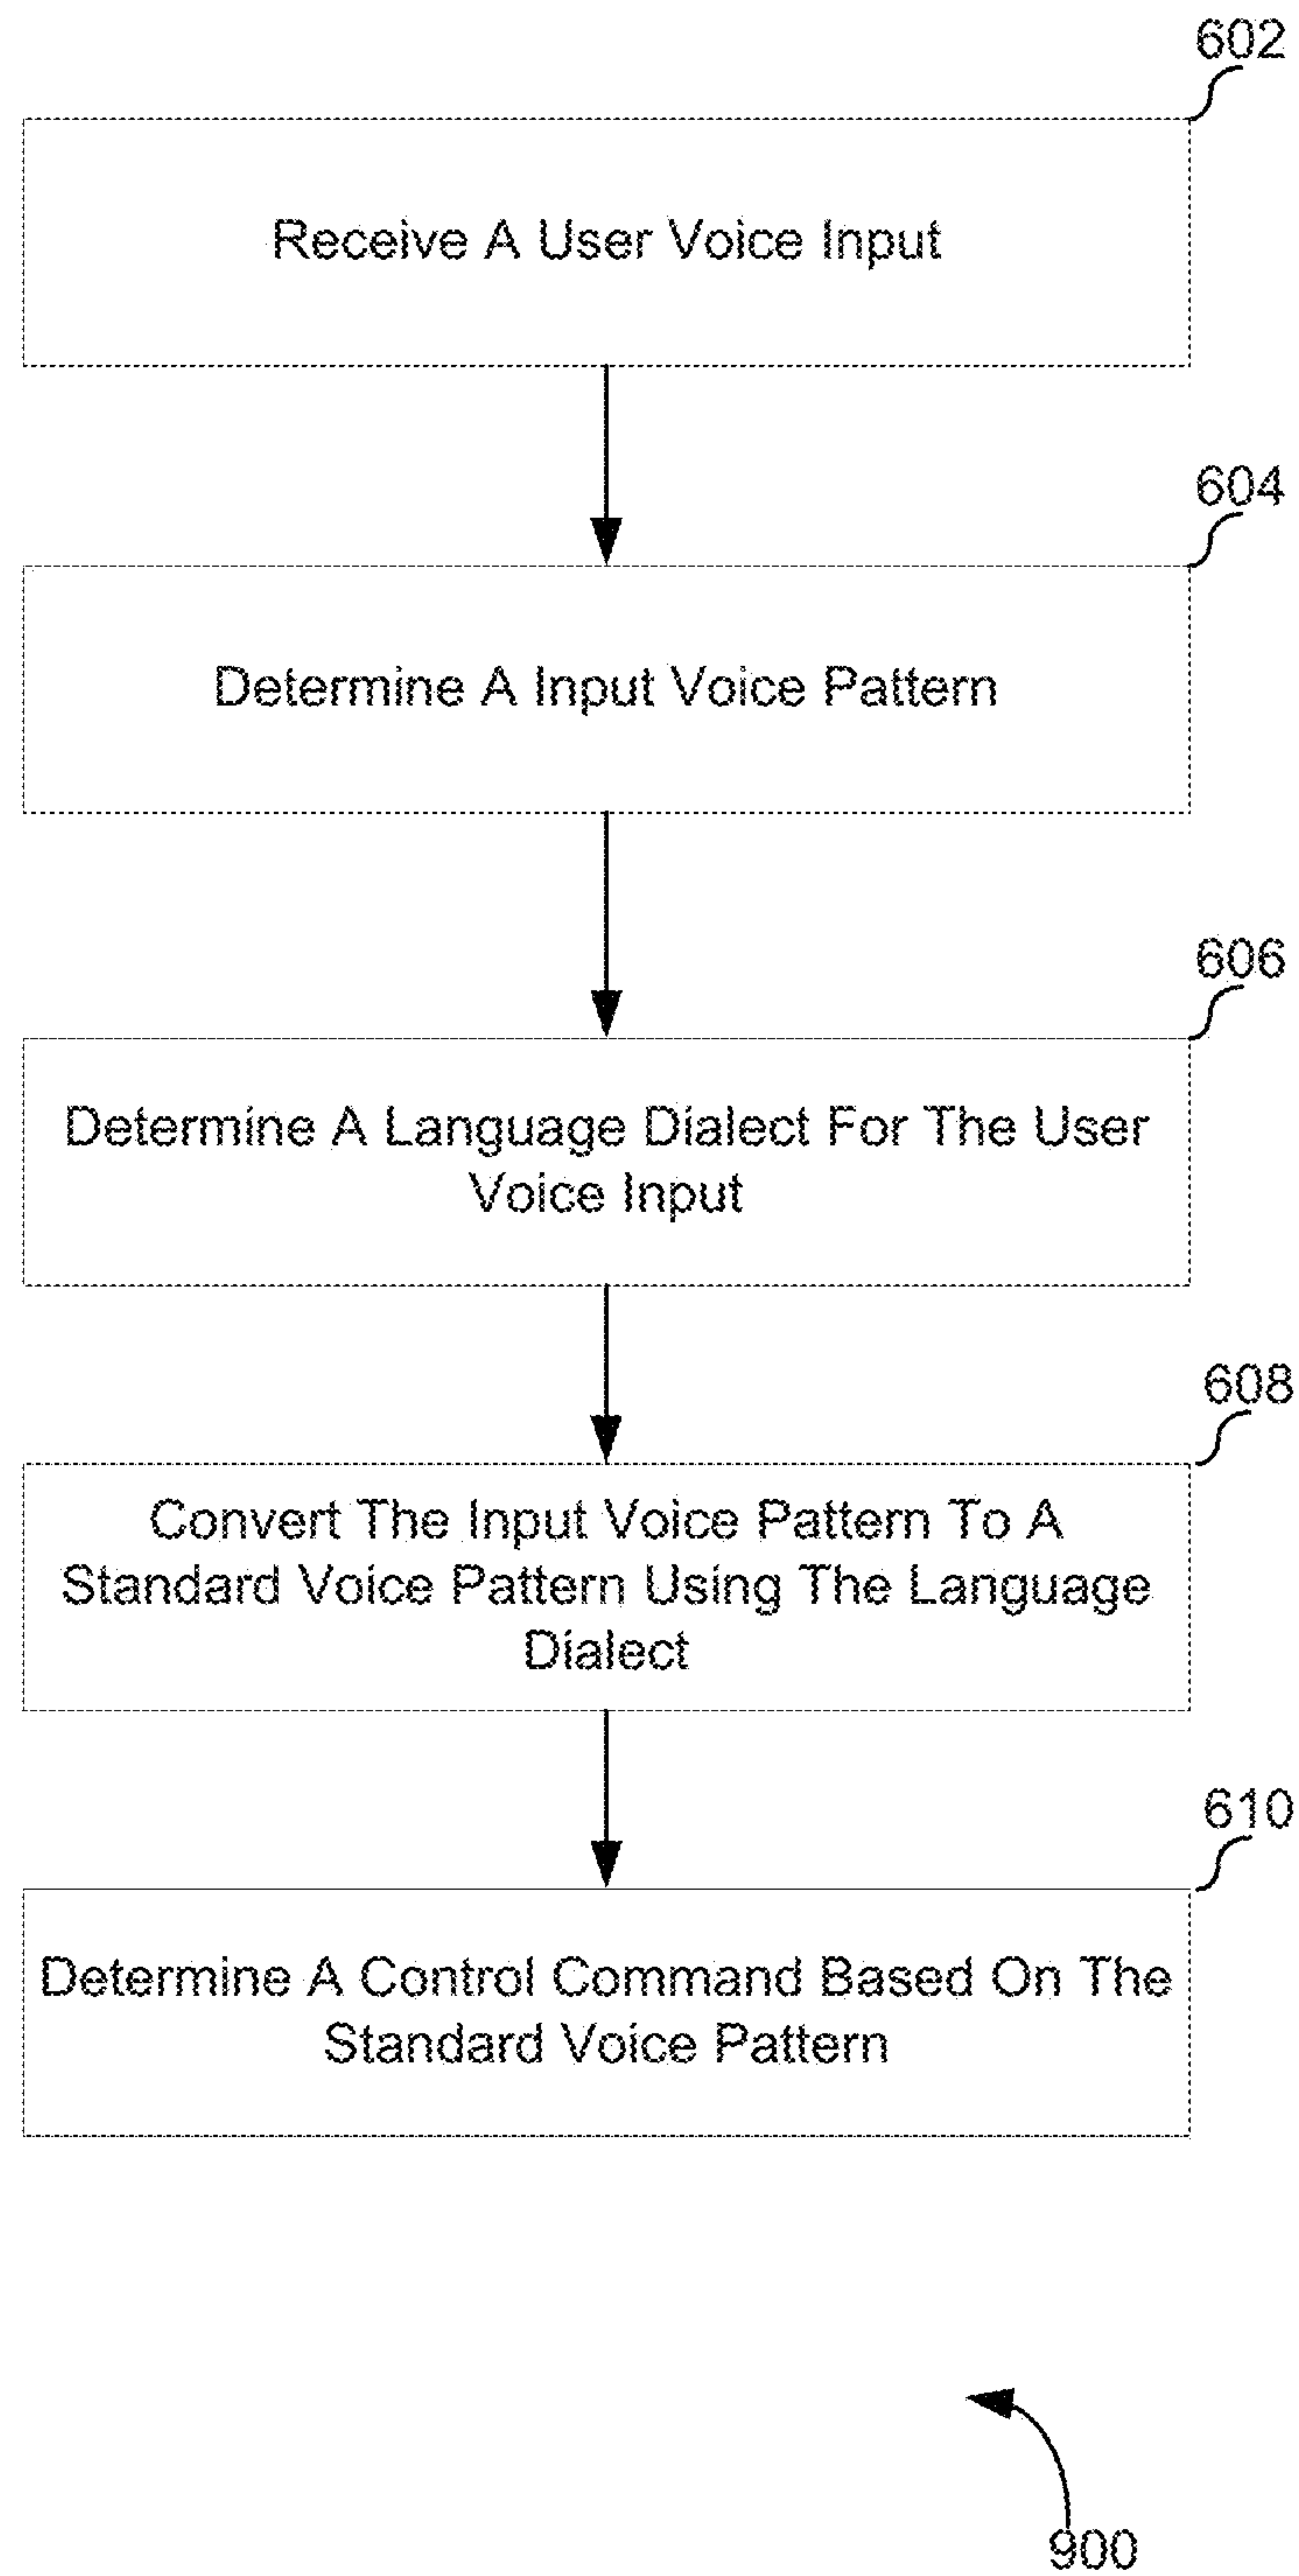 602
Receive A User Voice Input
604
Determine A Input Voice Pattern
606
Determine A Language Dialect For The User
Voice Input
608
Convert The Input Voice Pattern To A
Standard Voice Pattern Using The Language
Dialect
610
Determine A Control Command Based On The
Standard Voice Pattern
900